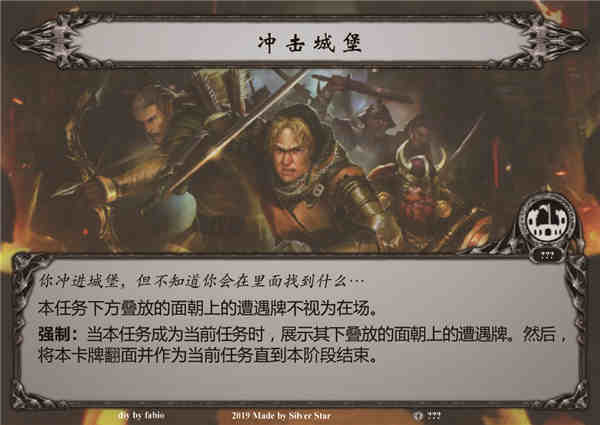 冲击城堡
???
你冲进城堡，但不知道你会在里面找到什么…
本任务下方叠放的面朝上的遭遇牌不视为在场。
强制：当本任务成为当前任务时，展示其下叠放的面朝上的遭遇牌。然后，
将本卡牌翻面并作为当前任务直到本阶段结束。
diy by fabio 2019 Made by Silver Star ???